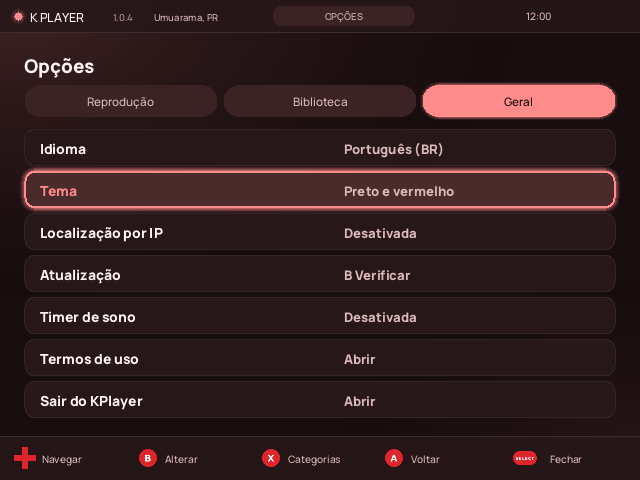 K PLAYER 1.0.4 Umuarama, PR OPÇÕES 12:00
Opções
Reprodução Biblioteca Geral
Idioma Português (BR)
Tema Preto e vermelho
Localização por IP Desativada
Atualização B Verificar
Timer de sono Desativada
Termos de uso Abrir
Sair do KPlayer Abrir
Navegar B Alterar X Categorias A Voltar SELECT Fechar